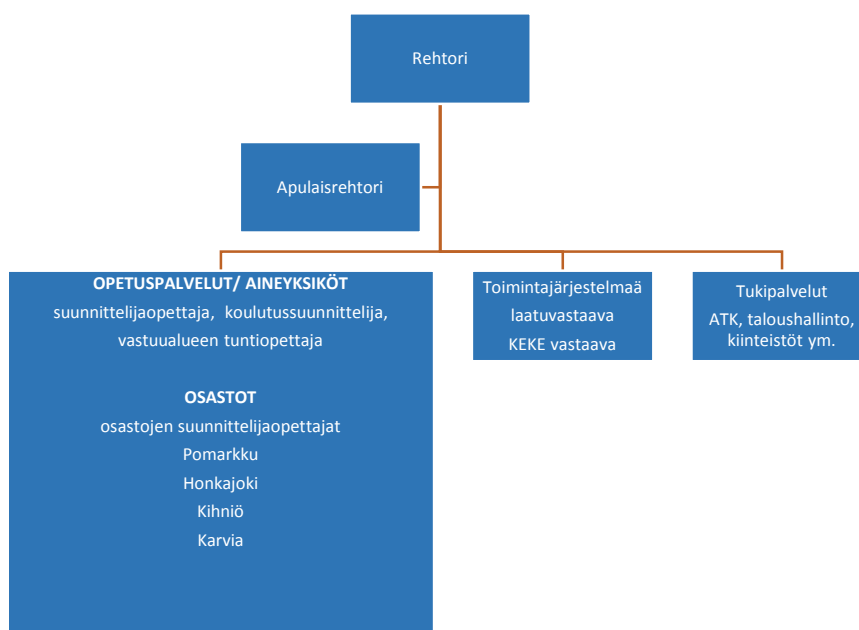 Rehtori
Apulaisrehtori
OPETUSPALVELUT/ AINEYKSIKÖT
suunnittelijaopettaja, koulutussuunnittelija,
vastuualueen tuntiopettaja
OSASTOT
osastojen suunnittelijaopettajat
Pomarkku
Honkajoki
Kihniö
Karvia
Toimintajärjestelmää
laatuvastaava
KEKE vastaava
Tukipalvelut
ATK, taloushallinto,
kiinteistöt ym.